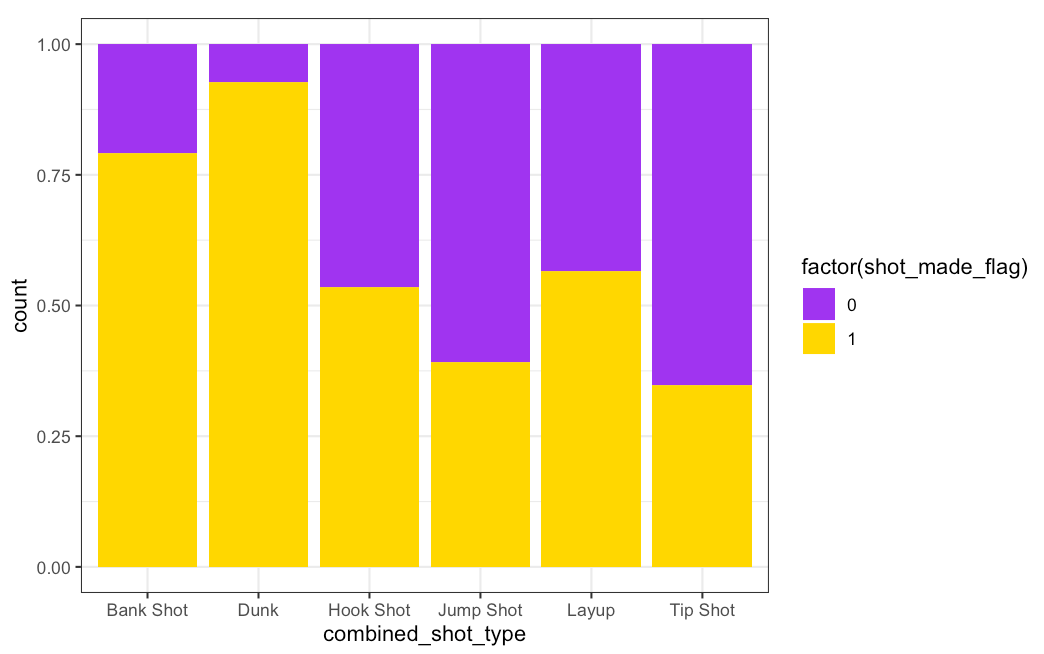 count
1.00
0.75
0.50
0.25
0.00
Bank Shot
Dunk
Hook Shot
Jump Shot
Layup
Tip Shot
combined_shot_type
factor(shot_made_flag)
0
1